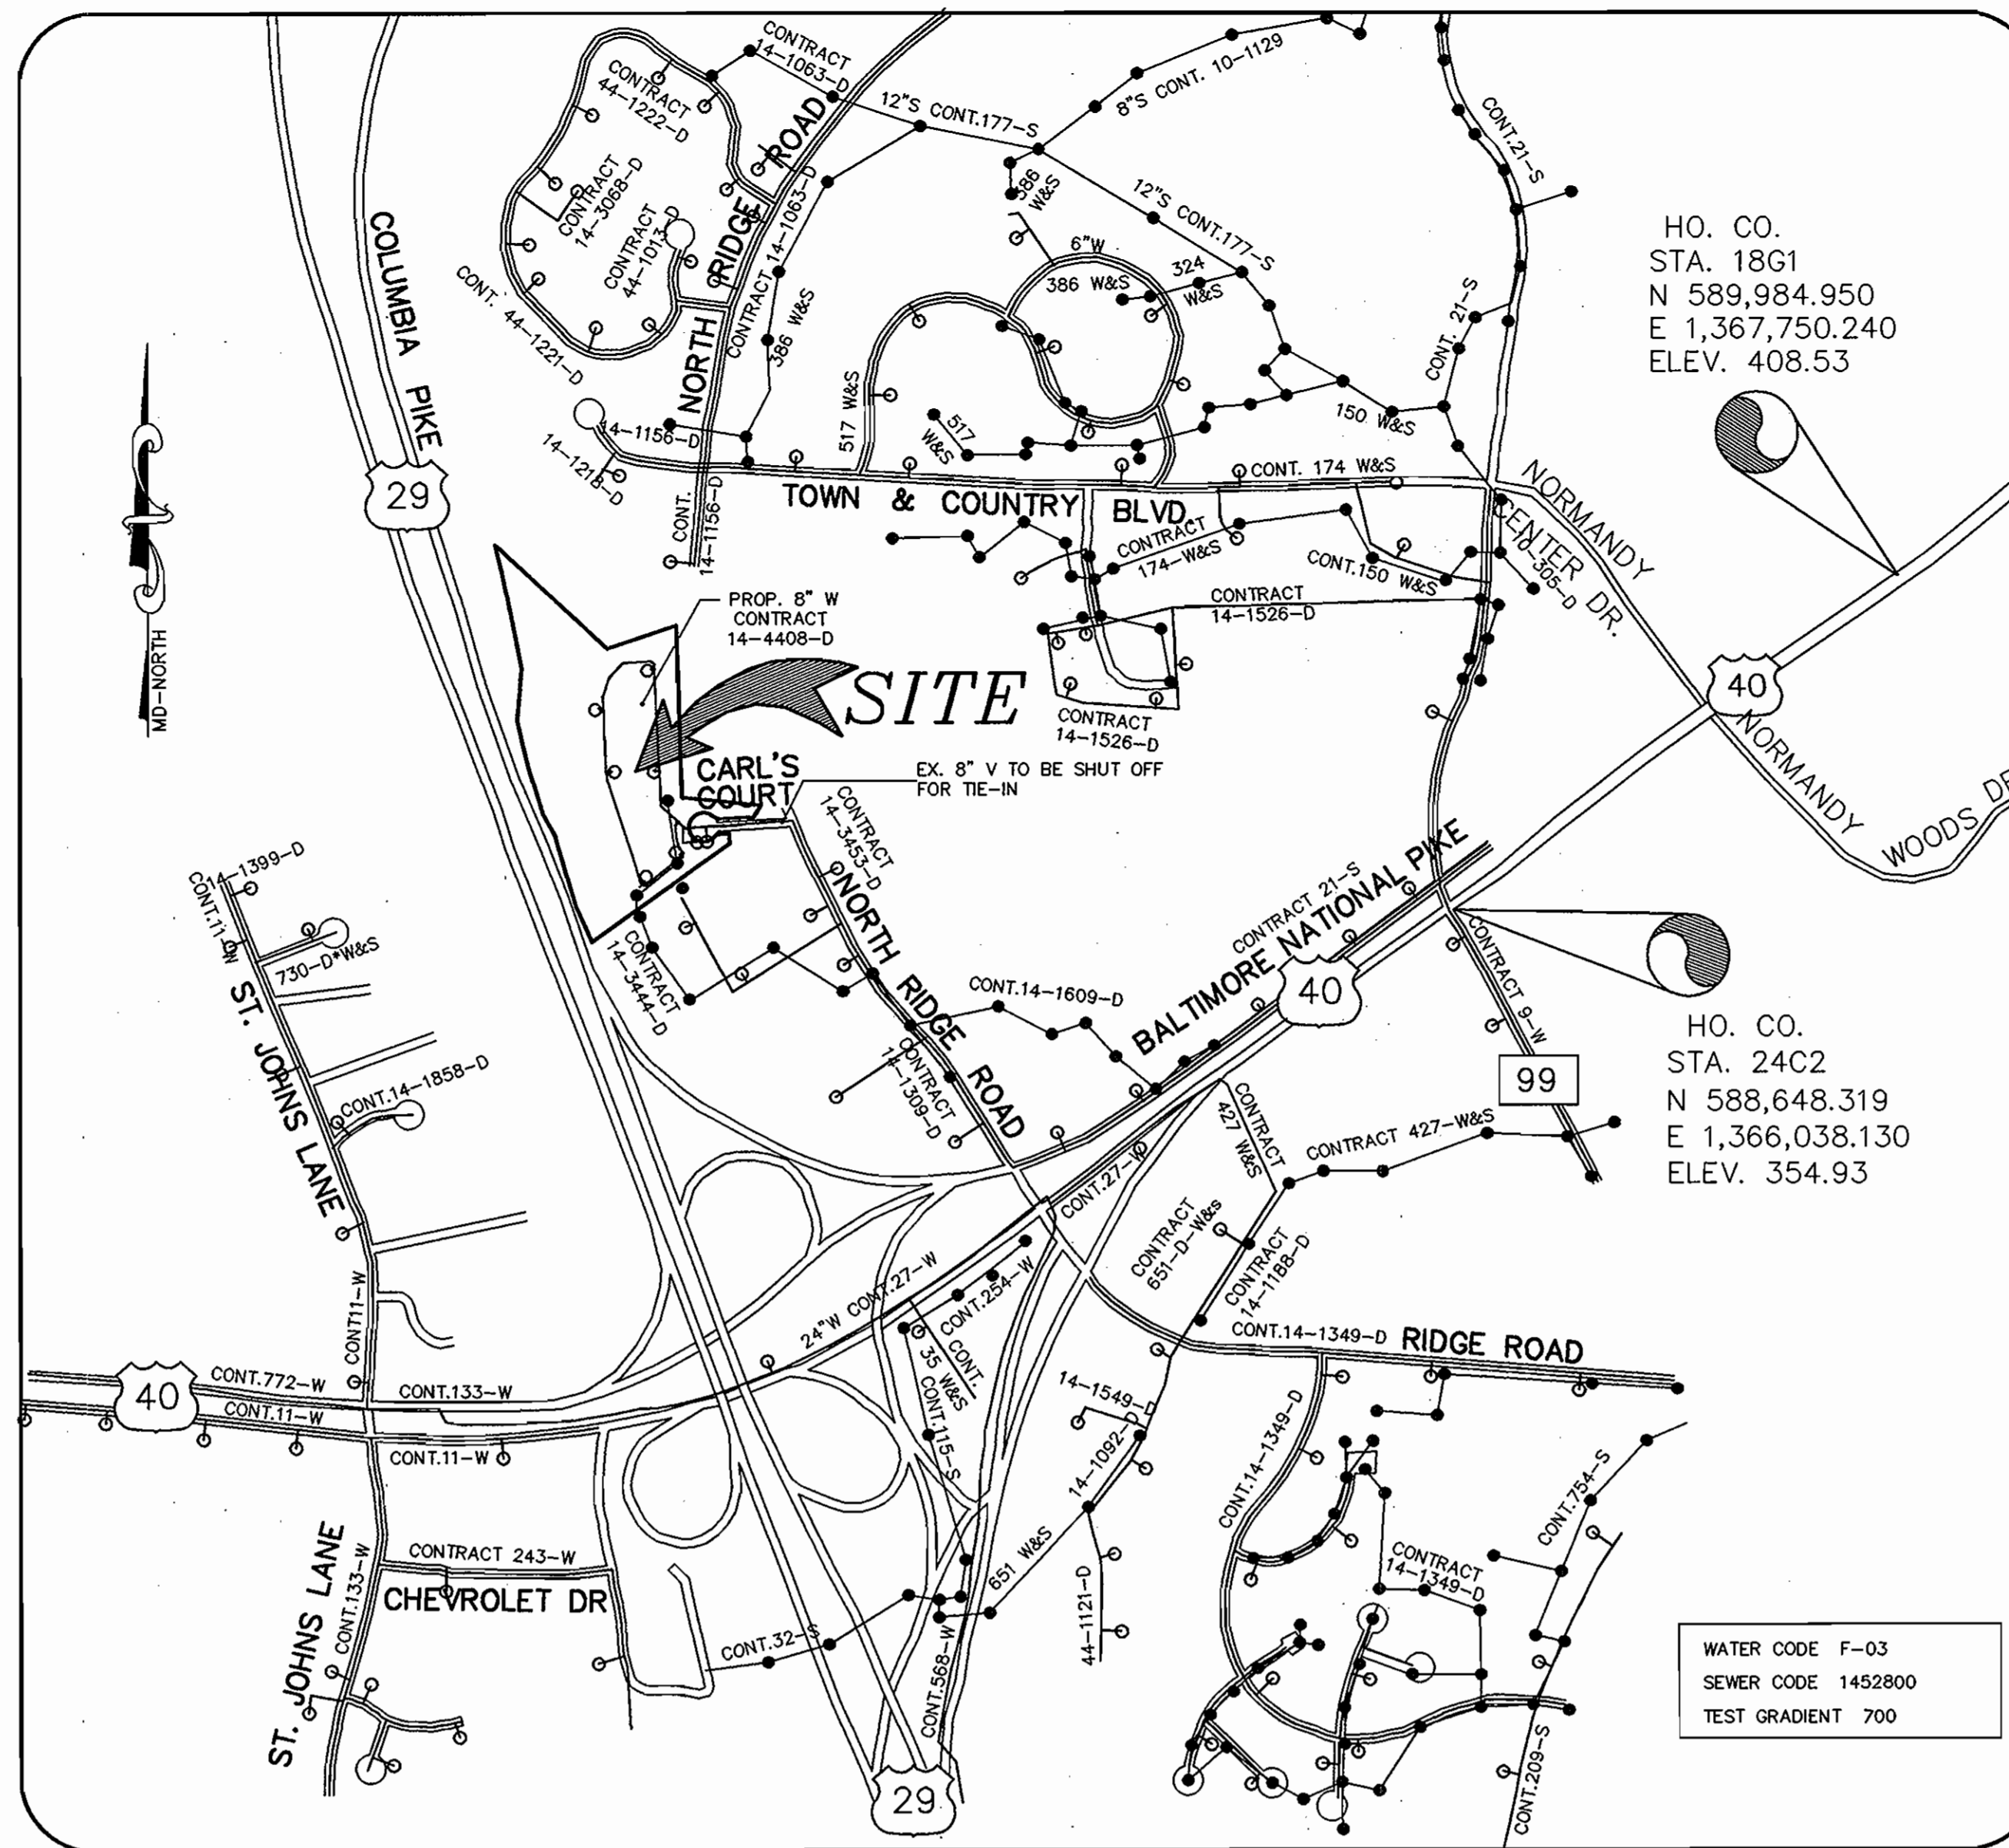 CONTRACT
14-1063-D
CONTRACT
44-1222-D
12"S CONT.177-S
8"S CONT. 10-1129
CONT.21-S
NORTH RIDGE ROAD
CONTRACT
14-3068-D
CONTRACT
44-1013-D
CONTRACT 14-1063-D
386
W&S
12"S CONT.177-S
HO. CO.
STA. 18G1
N 589,984.950
E 1,367,750.240
ELEV. 408.53
COLUMBIA PIKE
CONT. 44-1221-D
386 W&S
6"W
386 W&S
324
W&S
CONT. 21-S
MD-NORTH
29
14-1156-D
14-1218-D
517 W&S
517
W&S
150 W&S
CONT. 174 W&S
TOWN & COUNTRY BLVD.
CONT.
14-1156-D
CONTRACT
174-W&S
CONT.150 W&S
NORMANDY
CENTER DR.
10-305-D
PROP. 8" W
CONTRACT
14-4408-D
CONTRACT
14-1526-D
SITE
CONTRACT
14-1526-D
40
NORMANDY WOODS
CARL'S
COURT
EX. 8" V TO BE SHUT OFF
FOR TIE-IN
CONTRACT
14-3453-D
14-1399-D
CONT.11-W
730-D*W&S
ST. JOHNS LANE
CONTRACT
14-3444-D
NORTH RIDGE ROAD
CONTRACT 21-S
BALTIMORE NATIONAL PIKE
40
CONTRACT 9-W
CONT.14-1609-D
CONTRACT
14-1309-D
99
HO. CO.
STA. 24C2
N 588,648.319
E 1,366,038.130
ELEV. 354.93
CONT.14-1858-D
CONTRACT
427 W&S
CONTRACT 427-W&S
CONT.27-W
CONTRACT
651-D-W&S
CONTRACT
14-1188-D
CONT11-W
24"W CONT.27-W
CONT.254-W
CONT.
35 W&S
CONT.115-S
CONT.14-1349-D
RIDGE ROAD
40
CONT.772-W
CONT.133-W
CONT.11-W
CONT.11-W
14-1549-D
14-1092-D
CONT.14-1349-D
CONT.754-S
CONTRACT 243-W
CHEVROLET DR
ST. JOHNS LANE
CONT.133-W
651 W&S
44-1121-D
CONTRACT
14-1349-D
CONT.32-S
CONT.568-W
29
CONT.209-S
WATER CODE F-03
SEWER CODE 1452800
TEST GRADIENT 700